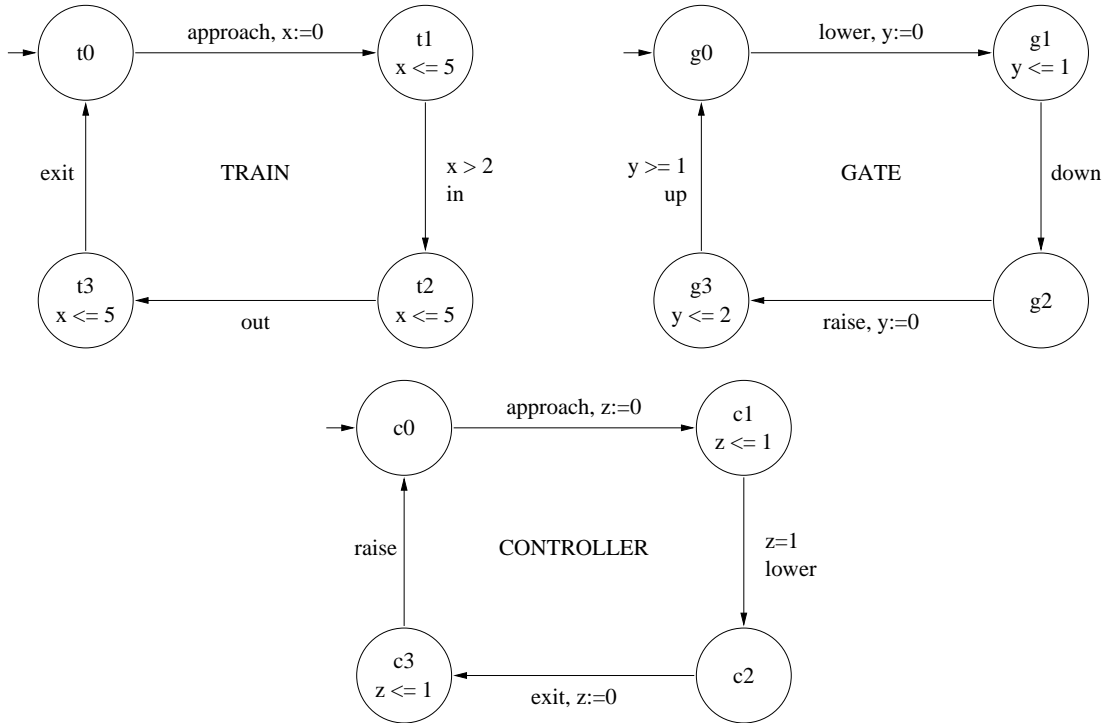 approach, x:=0
t0
t1
x <= 5
exit
TRAIN
x > 2
in
t3
x <= 5
t2
x <= 5
out
lower, y:=0
g0
g1
y <= 1
y >= 1
up
GATE
down
g3
y <= 2
g2
raise, y:=0
approach, z:=0
c0
c1
z <= 1
raise
CONTROLLER
z=1
lower
c3
z <= 1
c2
exit, z:=0